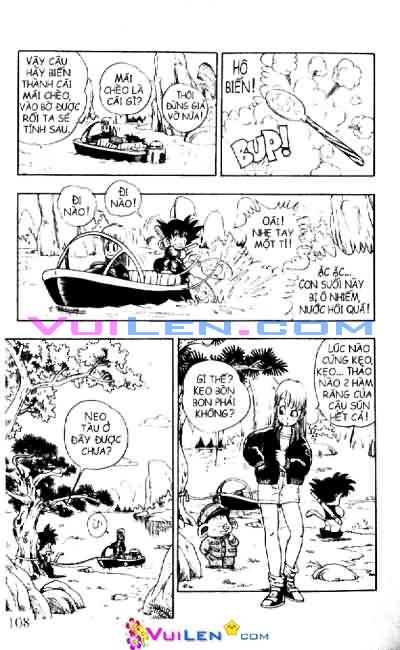 VẬY CẬU
HÃY BIẾN
THÀNH CÁI
MÁI CHÈO,
VÀO BỜ ĐƯỢC
RỒI TA SẼ
TÍNH SAU.
MÁI
CHÈO LÀ
CÁI GÌ?
THÔI
ĐỪNG GIẢ
VỜ NỮA!
HÔ
BIẾN!
BUP!
ĐI
NÀO!
ĐI
NÀO!
OÁI!
NHẸ TAY
MỘT TÍ!
ẶC ẶC...
CON SUỐI NÀY
BỊ Ô NHIỄM,
NƯỚC HÔI QUÁ!
VUILEN.COM
NEO
TÀU Ở
ĐÂY ĐƯỢC
CHƯA?
GÌ THẾ?
KẸO BÒN
BON PHẢI
KHÔNG?
LÚC NÀO
CŨNG KẸO,
KẸO... THẢO
NÀO 2 HÀM
RĂNG CỦA
CẬU SÚN
HẾT CẢ!
108
VUILEN.COM